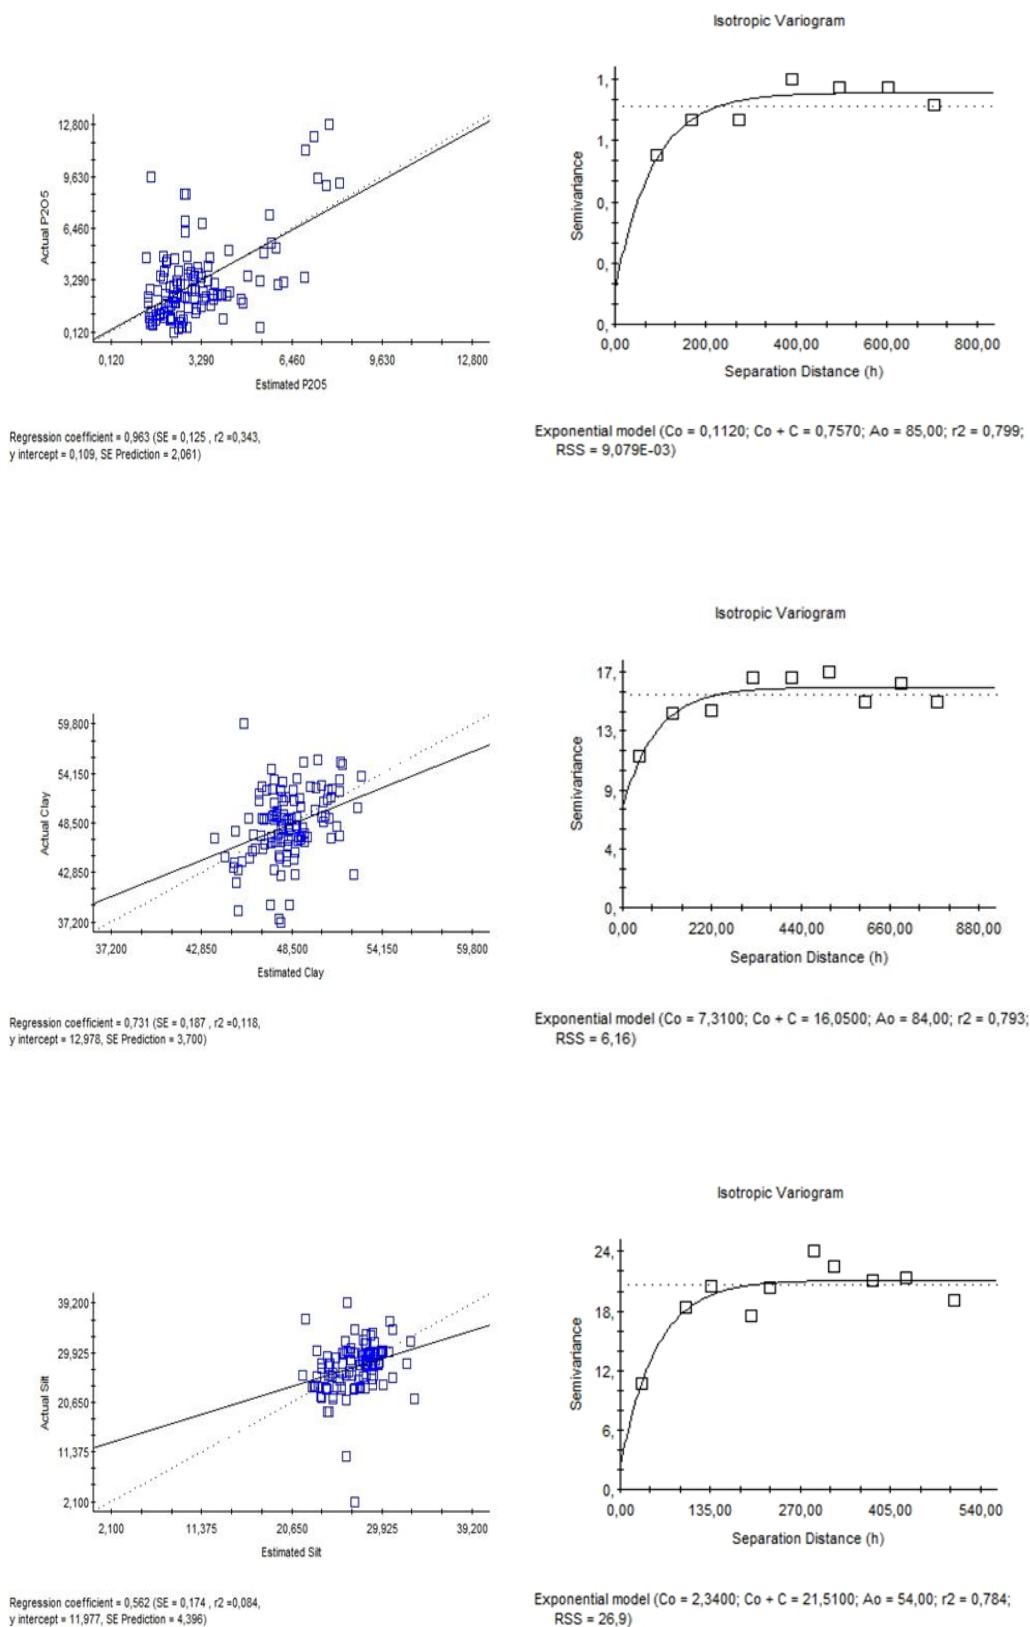 Isotropic Variogram
12,800
9,630
6,460
3,290
0,120
Actual P2O5
0,120 3,290 6,460 9,630 12,800
Estimated P2O5
Regression coefficient = 0,963 (SE = 0,125 , r2 =0,343,
y intercept = 0,109, SE Prediction = 2,061)
1,
1,
0,
0,
0,
Semivariance
0,00 200,00 400,00 600,00 800,00
Separation Distance (h)
Exponential model (Co = 0,1120; Co + C = 0,7570; Ao = 85,00; r2 = 0,799;
RSS = 9,079E-03)
Isotropic Variogram
59,800
54,150
48,500
42,850
37,200
Actual Clay
37,200 42,850 48,500 54,150 59,800
Estimated Clay
Regression coefficient = 0,731 (SE = 0,187 , r2 =0,118,
y intercept = 12,978, SE Prediction = 3,700)
17,
13,
9,
4,
0,
Semivariance
0,00 220,00 440,00 660,00 880,00
Separation Distance (h)
Exponential model (Co = 7,3100; Co + C = 16,0500; Ao = 84,00; r2 = 0,793;
RSS = 6,16)
Isotropic Variogram
39,200
29,925
20,650
11,375
2,100
Actual Silt
2,100 11,375 20,650 29,925 39,200
Estimated Silt
Regression coefficient = 0,562 (SE = 0,174 , r2 =0,084,
y intercept = 11,977, SE Prediction = 4,396)
24,
18,
12,
6,
0,
Semivariance
0,00 135,00 270,00 405,00 540,00
Separation Distance (h)
Exponential model (Co = 2,3400; Co + C = 21,5100; Ao = 54,00; r2 = 0,784;
RSS = 26,9)